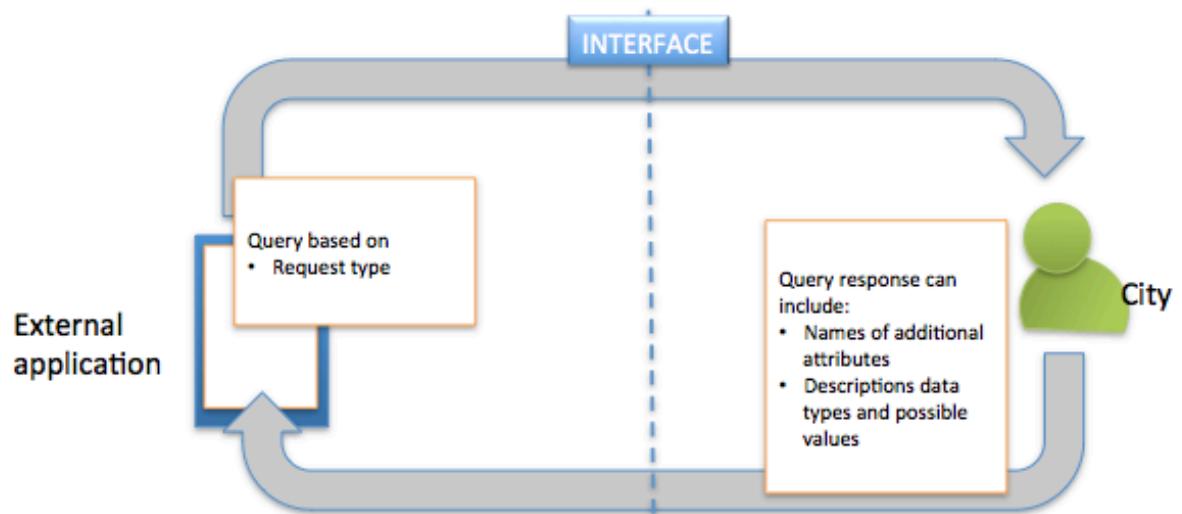 INTERFACE
Query based on
• Request type
External
application
Query response can
include:
• Names of additional
attributes
• Descriptions data
types and possible
values
City